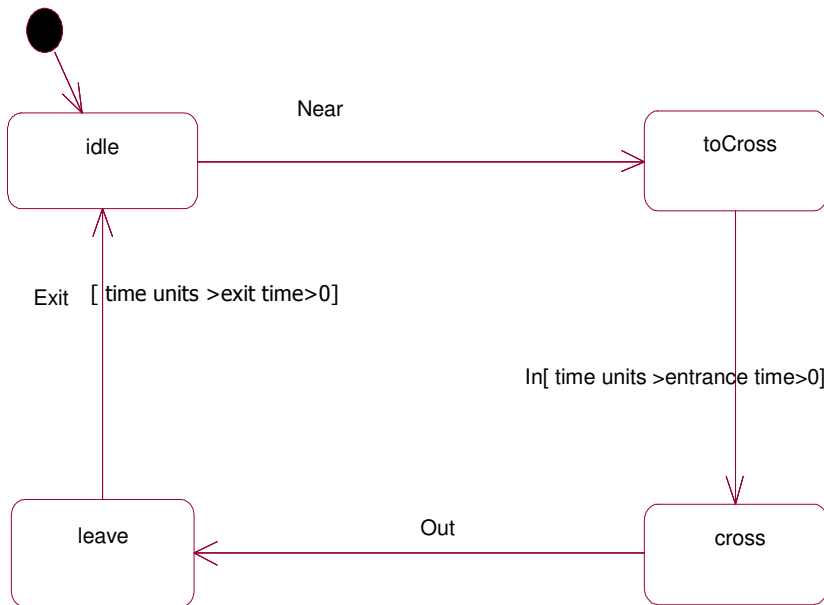 Near
idle
toCross
Exit [ time units >exit time>0]
In[ time units >entrance time>0]
leave
Out
cross